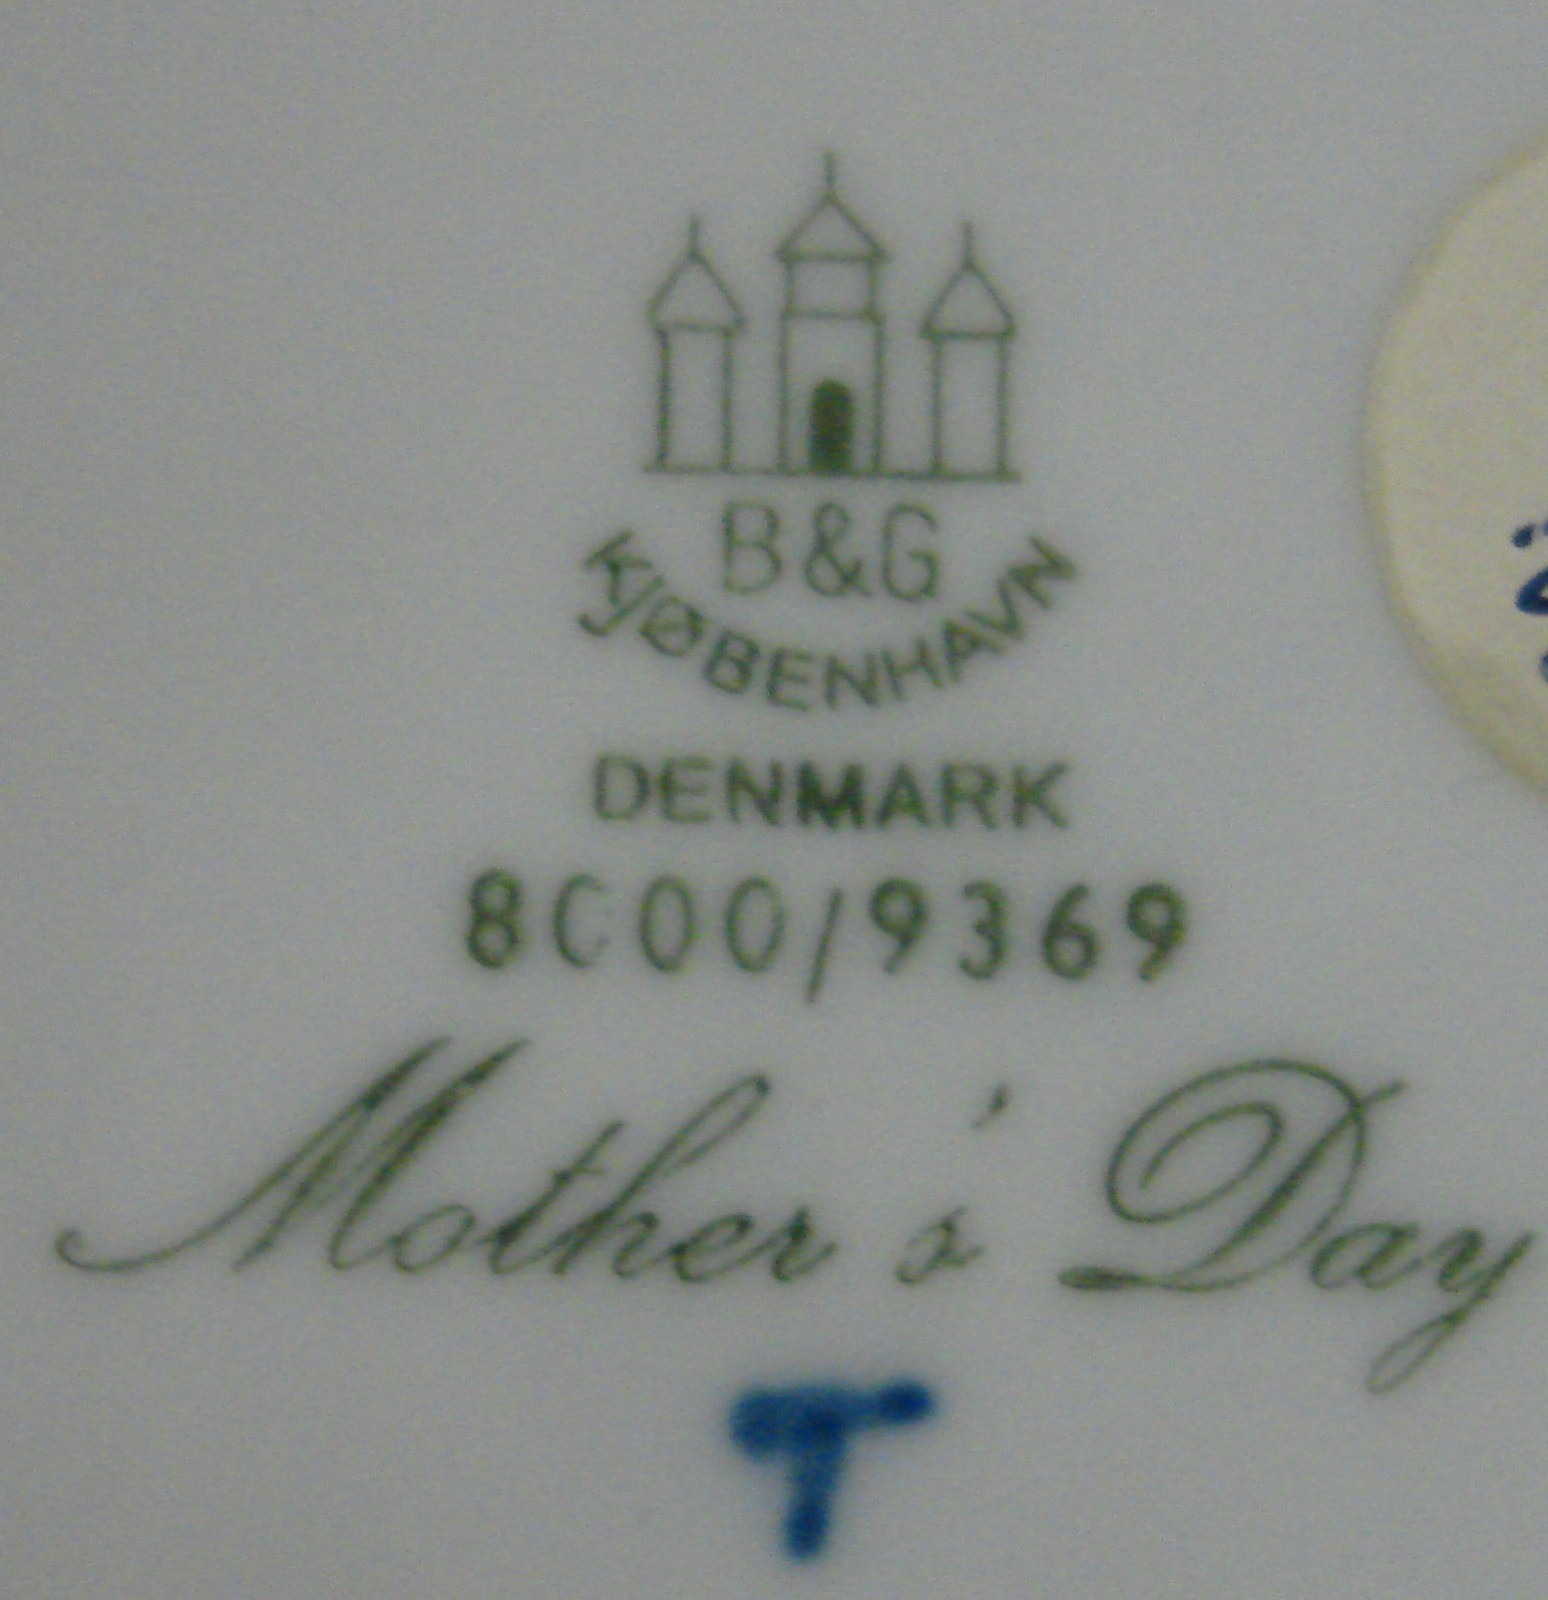 B&G
KJØBENHAVN
DENMARK
8000/9369
Mother's Day
T